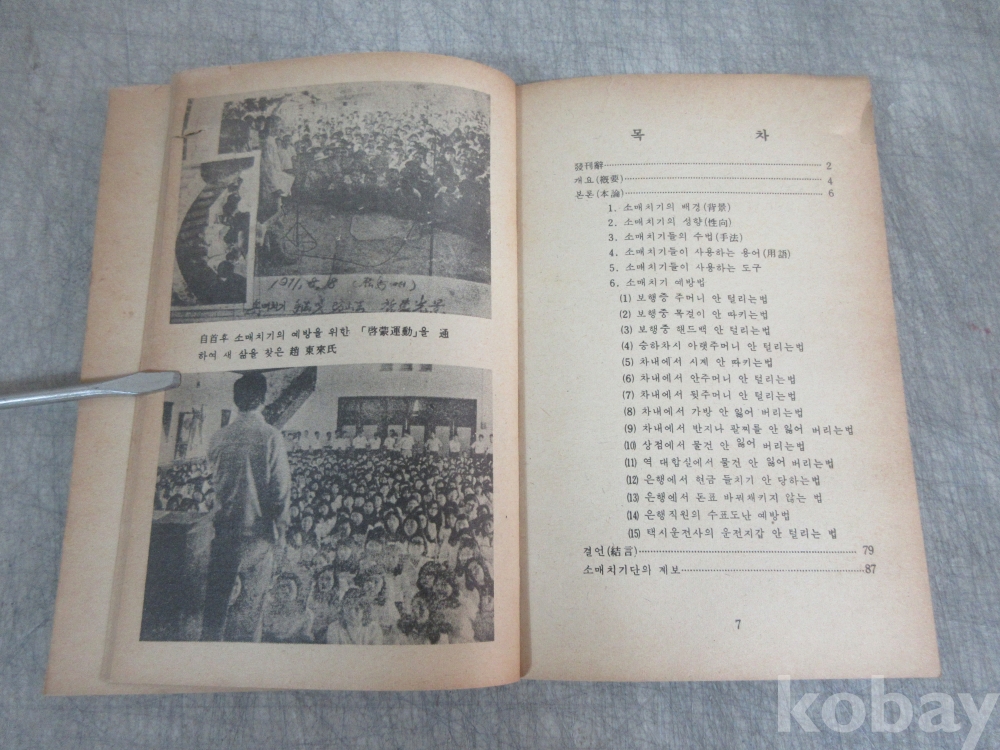 1971.
自首후 소매치기의 예방을 위한 「啓蒙運動」을 通
하여 새 삶을 찾은 趙 東來氏
목 차
發刊辭 2
개요(槪要) 4
본론(本論) 6
1. 소매치기의 배경(背景)
2. 소매치기의 성향(性向)
3. 소매치기들의 수법(手法)
4. 소매치기들이 사용하는 용어(用語)
5. 소매치기들이 사용하는 도구
6. 소매치기 예방법
(1) 보행중 주머니 안 털리는법
(2) 보행중 목걸이 안 따키는법
(3) 보행중 핸드백 안 털리는법
(4) 승하차시 아랫주머니 안 털리는법
(5) 차내에서 시계 안 따키는법
(6) 차내에서 안주머니 안 털리는법
(7) 차내에서 뒷주머니 안 털리는법
(8) 차내에서 가방 안 잃어 버리는법
(9) 차내에서 반지나 팔찌를 안 잃어 버리는법
(10) 상점에서 물건 안 잃어 버리는법
(11) 역 대합실에서 물건 안 잃어 버리는법
(12) 은행에서 현금 들치기 안 당하는법
(13) 은행에서 돈표 바꿔채키지 않는 법
(14) 은행직원의 수표도난 예방법
(15) 택시운전사의 운전지갑 안 털리는 법
결언(結言) 79
소매치기단의 계보 87
7
kobay